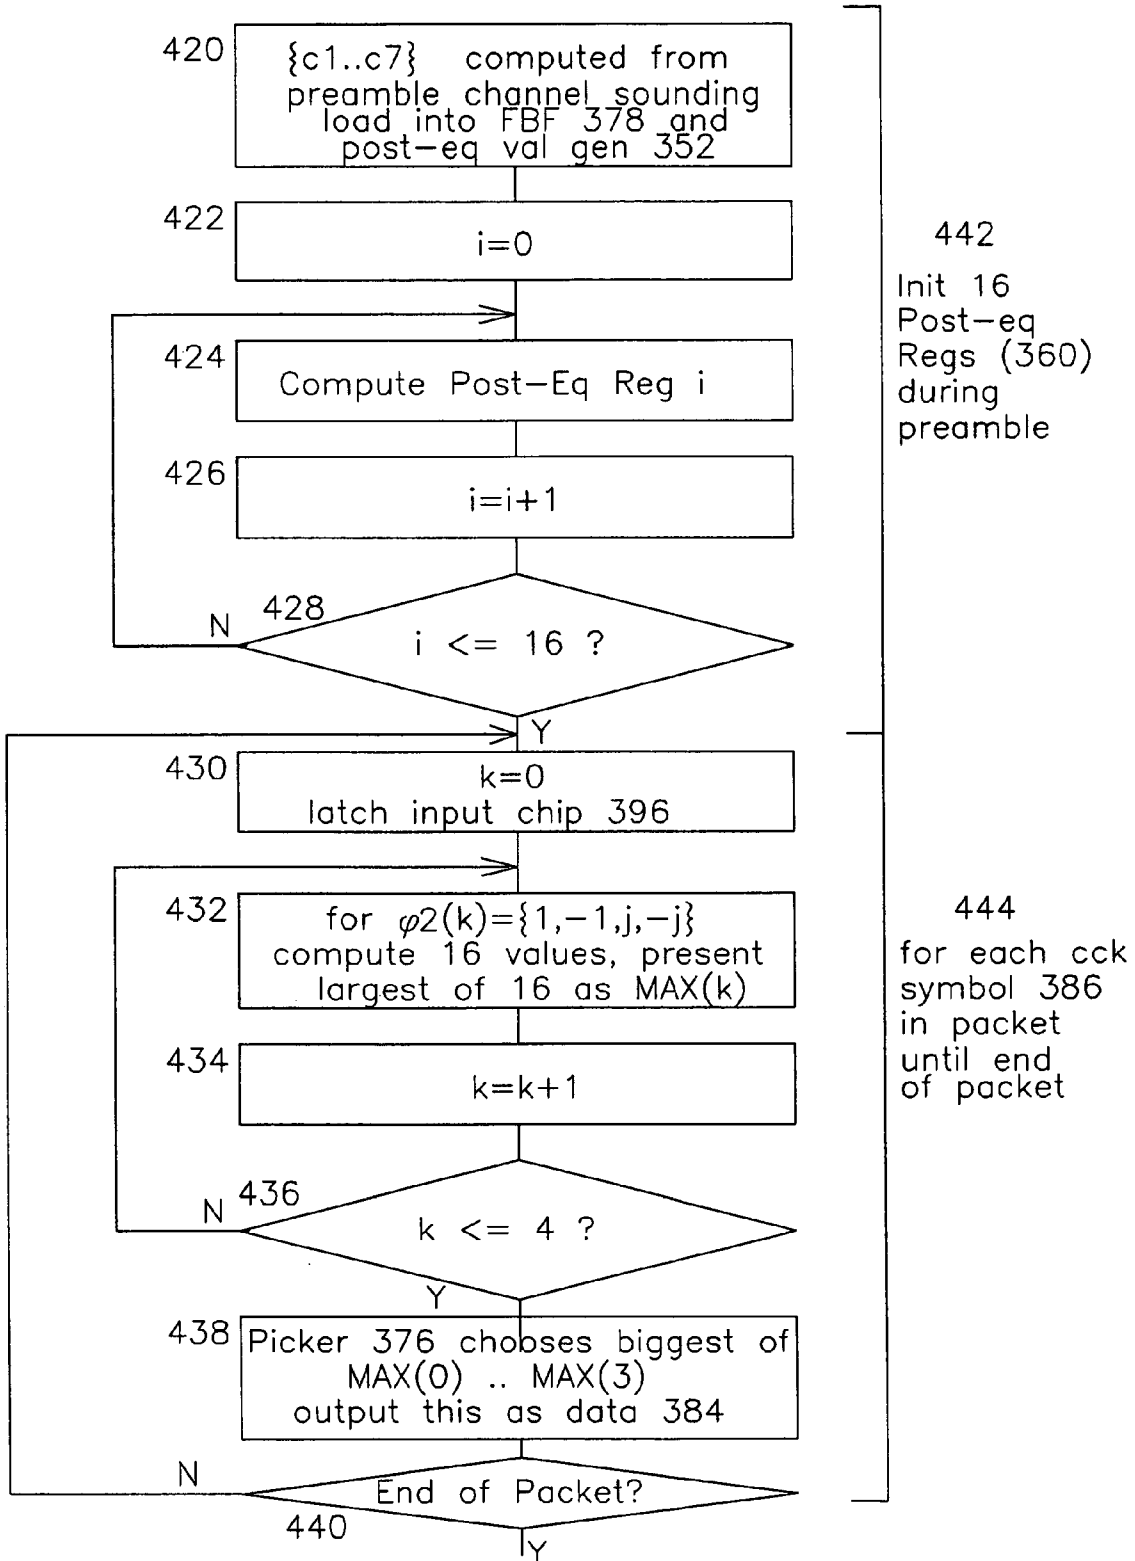 420
{c1..c7} computed from
preamble channel sounding
load into FBF 378 and
post-eq val gen 352
422
i=0
442
Init 16
Post-eq
Regs (360)
during
preamble
424
Compute Post-Eq Reg i
426
i=i+1
428
N
i <= 16 ?
Y
430
k=0
latch input chip 396
432
for φ2(k)={1,-1,j,-j}
compute 16 values, present
largest of 16 as MAX(k)
444
for each cck
symbol 386
in packet
until end
of packet
434
k=k+1
436
N
k <= 4 ?
Y
438
Picker 376 chooses biggest of
MAX(0) .. MAX(3)
output this as data 384
N
End of Packet?
440
Y